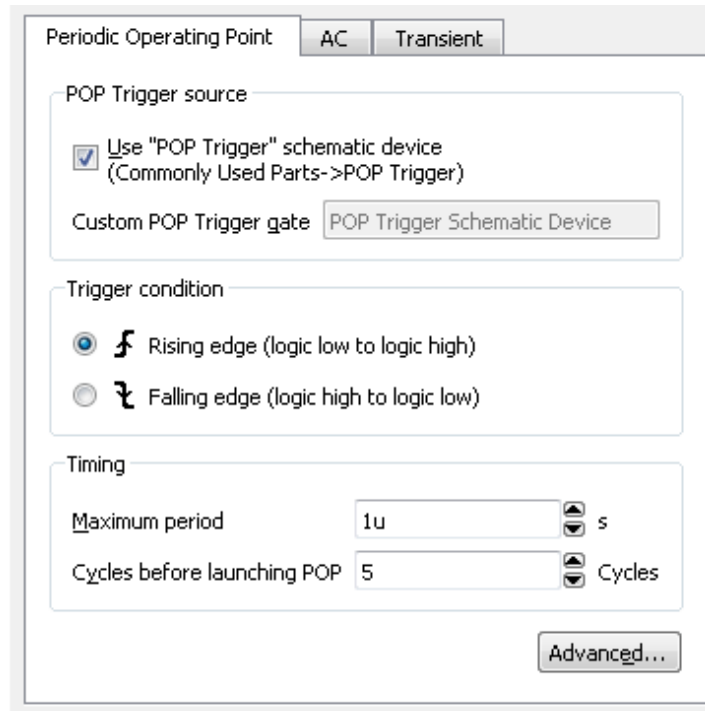 Periodic Operating Point AC Transient
POP Trigger source
Use "POP Trigger" schematic device
(Commonly Used Parts->POP Trigger)
Custom POP Trigger gate POP Trigger Schematic Device
Trigger condition
Rising edge (logic low to logic high)
Falling edge (logic high to logic low)
Timing
Maximum period 1u s
Cycles before launching POP 5 Cycles
Advanced...